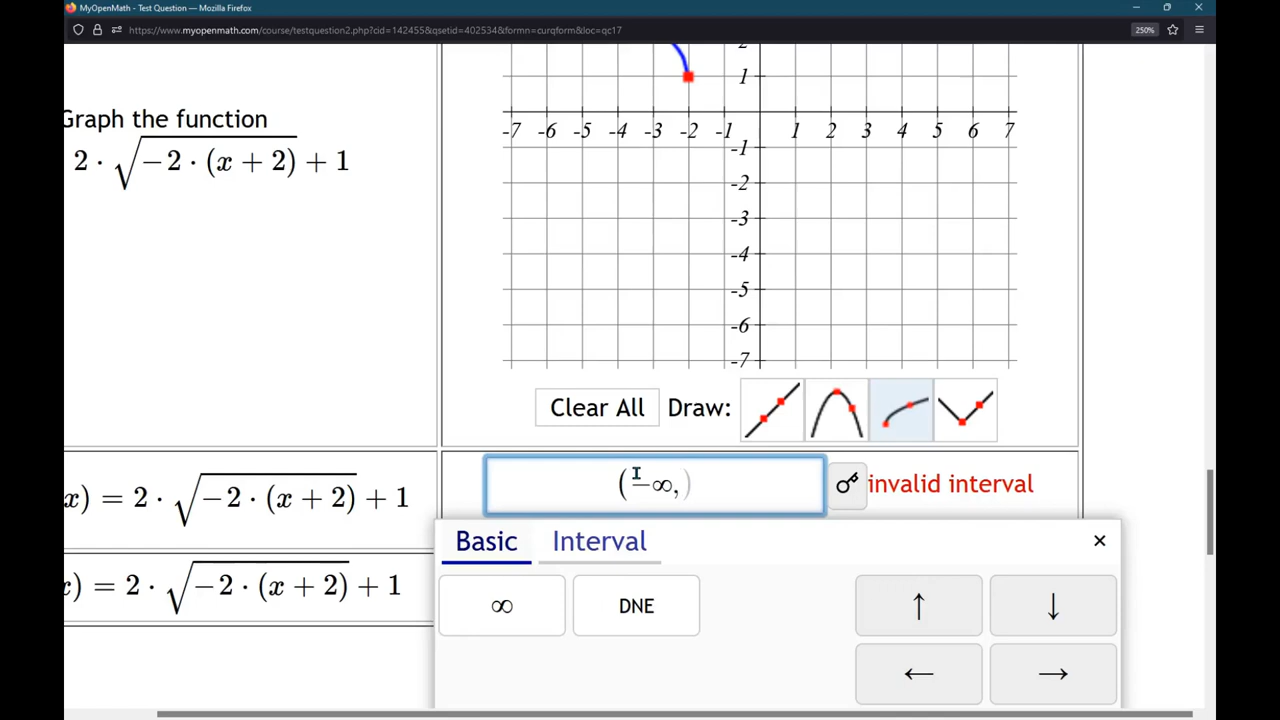 MyOpenMath - Test Question — Mozilla Firefox
https://www.myopenmath.com/course/testquestion2.php?cid=142455&qsetid=402534&formn=curqform&loc=qc17
250%
2
1
Graph the function
2 · √−2 · (x + 2) + 1
-7 -6 -5 -4 -3 -2 -1 1 2 3 4 5 6 7
-1
-2
-3
-4
-5
-6
-7
Clear All Draw:
x) = 2 · √−2 · (x + 2) + 1
(−∞, ) invalid interval
Basic Interval ×
x) = 2 · √−2 · (x + 2) + 1
∞ DNE ↑ ↓
← →